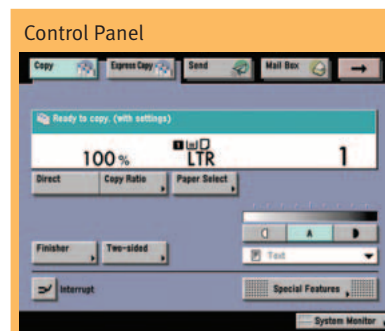 Control Panel
Copy Express Copy Send Mail Box
Ready to copy. (with settings)
100 % LTR 1
Direct Copy Ratio Paper Select
A
Finisher Two-sided Text
Interrupt Special Features
System Monitor